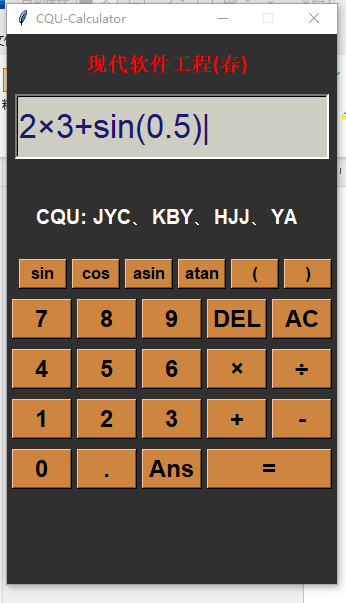 CQU-Calculator
现代软件工程(春)
2×3+sin(0.5)
CQU: JYC、KBY、HJJ、YA
sin cos asin atan ( )
7 8 9 DEL AC
4 5 6 × ÷
1 2 3 + -
0 . Ans =